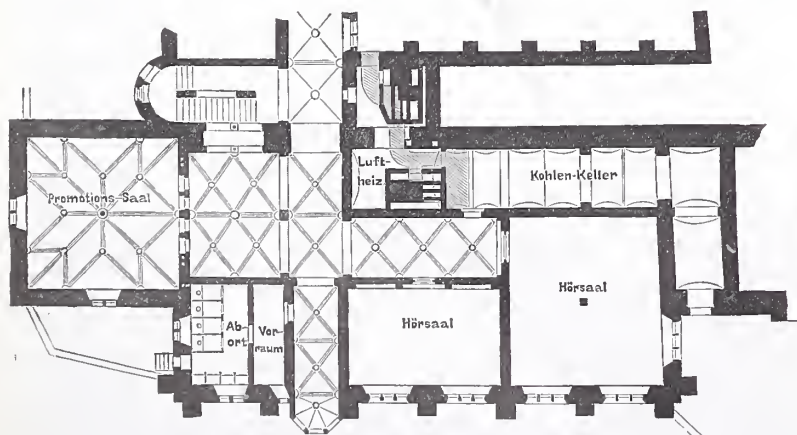 Luft-
heiz
Kohlen-Keller
Promotions-Saal
Hörsaal
Hörsaal
Ab-
ort
Vor-
raum